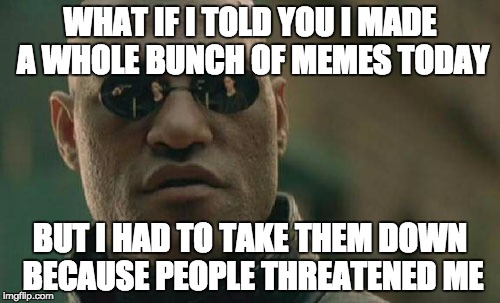 WHAT IF I TOLD YOU I MADE
A WHOLE BUNCH OF MEMES TODAY
BUT I HAD TO TAKE THEM DOWN
BECAUSE PEOPLE THREATENED ME
imgflip.com